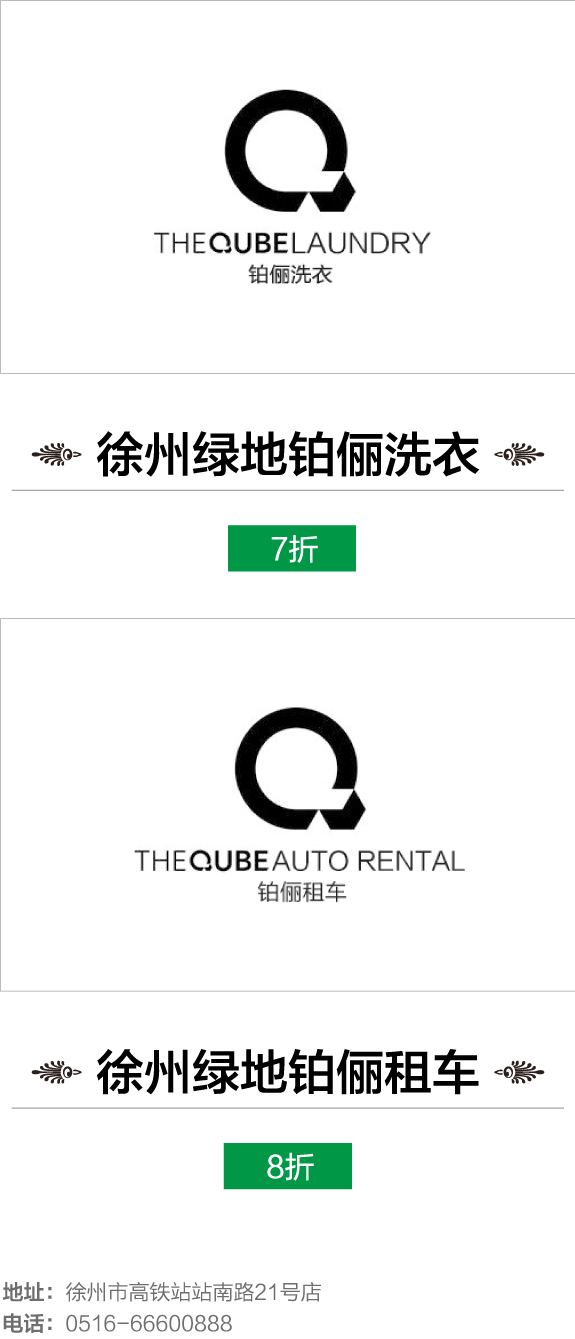 THEQUBELAUNDRY
铂俪洗衣
徐州绿地铂俪洗衣
7折
THEQUBEAUTO RENTAL
铂俪租车
徐州绿地铂俪租车
8折
地址：徐州市高铁站站南路21号店
电话：0516-66600888